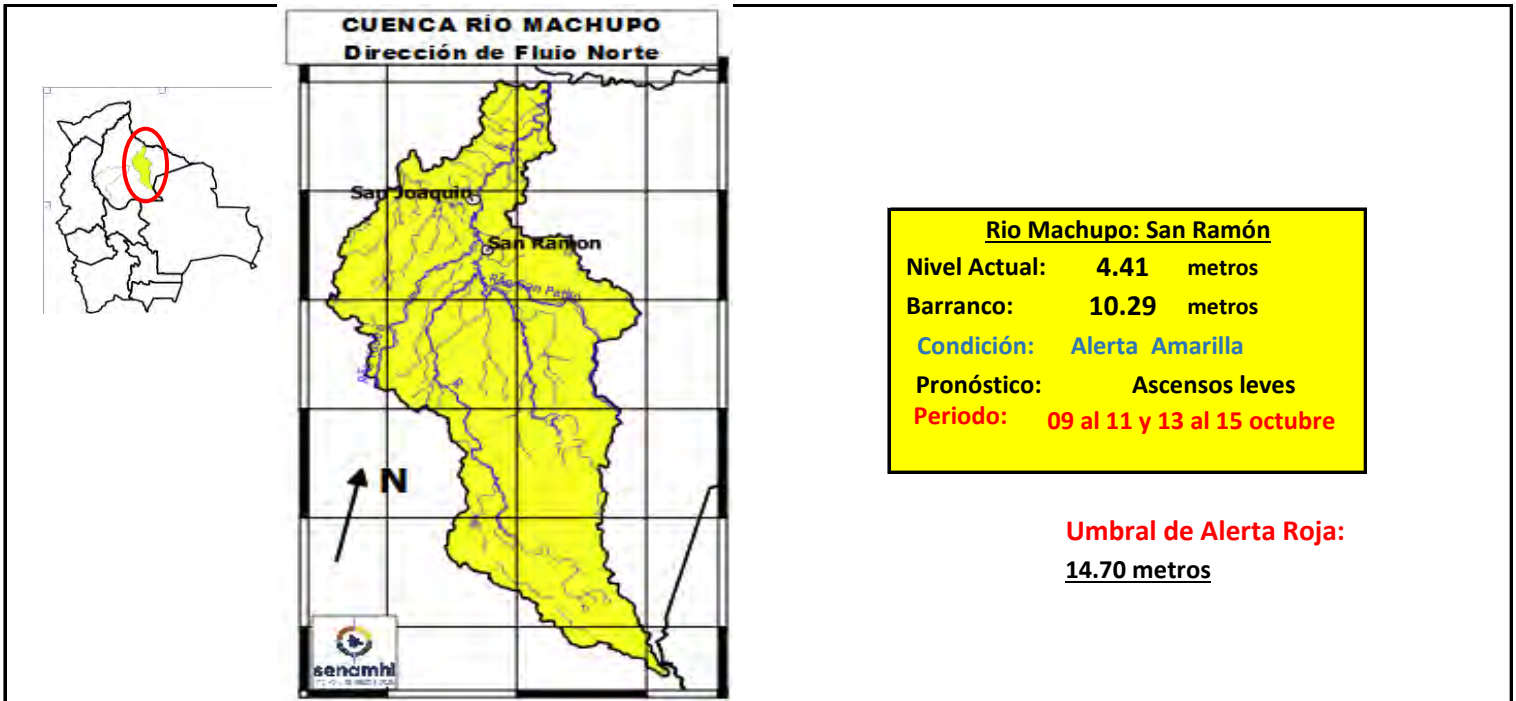 CUENCA RÍO MACHUPO
Dirección de Flujo Norte
San Joaquin
San Ramon
N
senamhi
Rio Machupo: San Ramón
Nivel Actual: 4.41 metros
Barranco: 10.29 metros
Condición: Alerta Amarilla
Pronóstico: Ascensos leves
Periodo: 09 al 11 y 13 al 15 octubre
Umbral de Alerta Roja:
14.70 metros